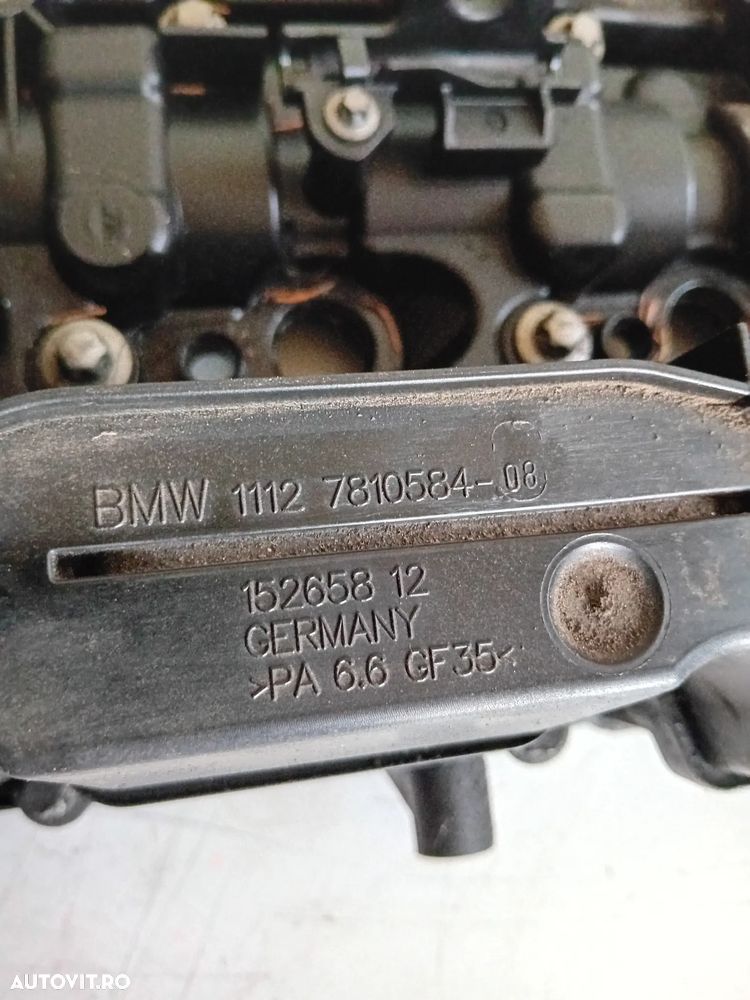 BMW 1112 7810584-08
152658 12
GERMANY
>PA 6.6 GF35<
AUTOVIT.RO